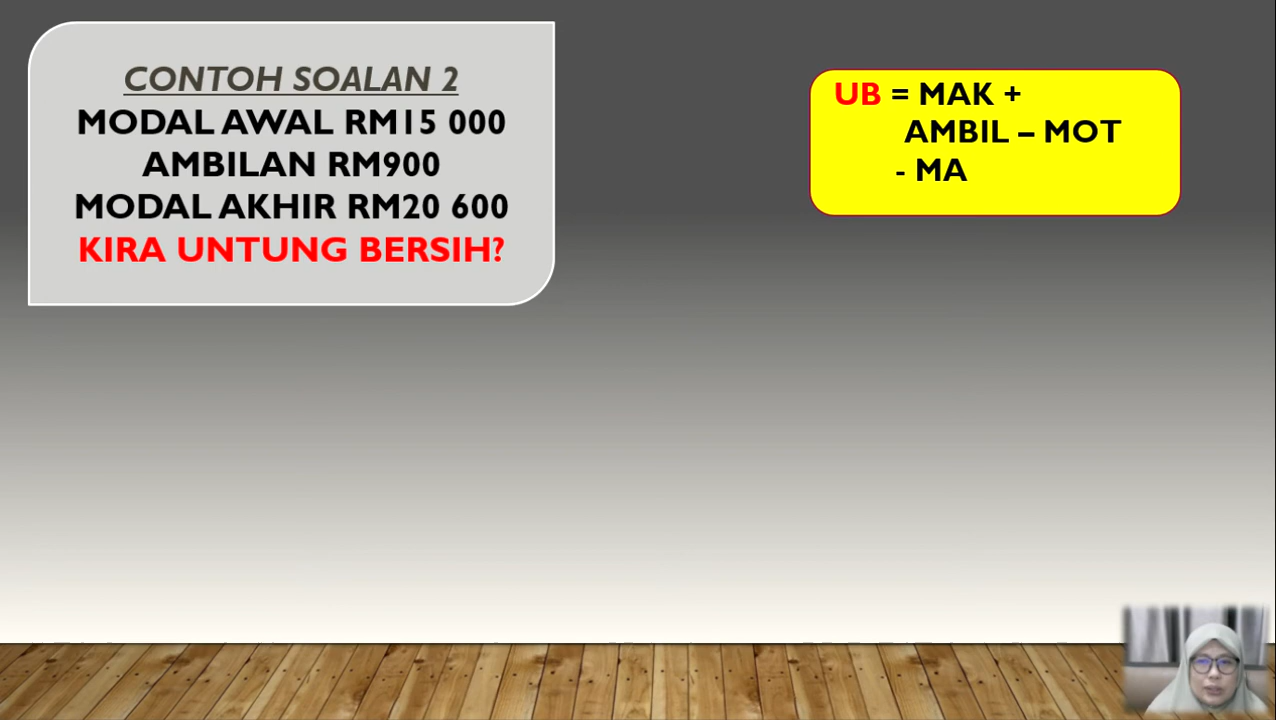 CONTOH SOALAN 2
MODAL AWAL RM15 000
AMBILAN RM900
MODAL AKHIR RM20 600
KIRA UNTUNG BERSIH?
UB = MAK +
AMBIL – MOT
- MA